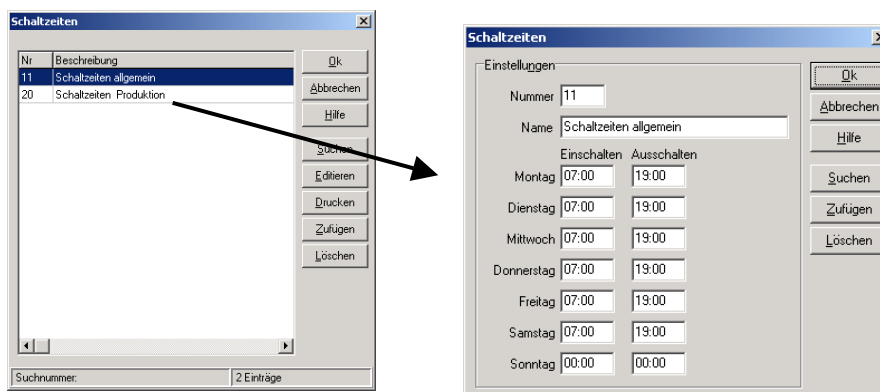 Schaltzeiten
Nr Beschreibung
11 Schaltzeiten allgemein
20 Schaltzeiten Produktion
Ok
Abbrechen
Hilfe
Suchen
Editieren
Drucken
Zufügen
Löschen
Suchnummer: 2 Einträge
Schaltzeiten
Einstellungen
Nummer 11
Name Schaltzeiten allgemein
Einschalten Ausschalten
Montag 07:00 19:00
Dienstag 07:00 19:00
Mittwoch 07:00 19:00
Donnerstag 07:00 19:00
Freitag 07:00 19:00
Samstag 07:00 19:00
Sonntag 00:00 00:00
Ok
Abbrechen
Hilfe
Suchen
Zufügen
Löschen